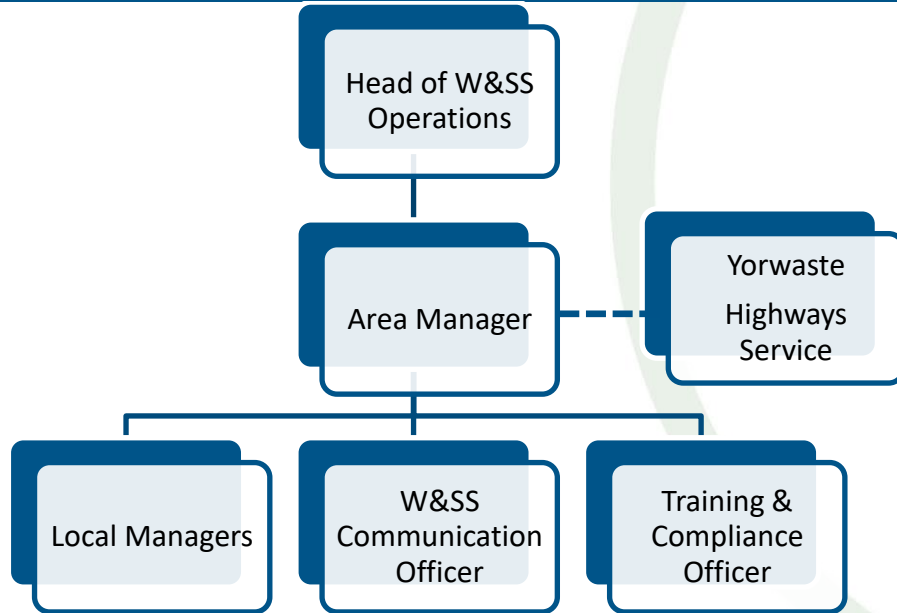 Head of W&SS
Operations
Area Manager
Yorwaste
Highways
Service
Local Managers
W&SS
Communication
Officer
Training &
Compliance
Officer